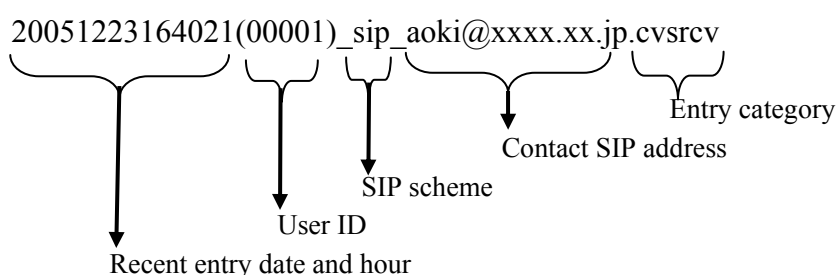 20051223164021(00001)_sip_aoki@xxxx.xx.jp.cvsrcv
Entry category
Contact SIP address
SIP scheme
User ID
Recent entry date and hour